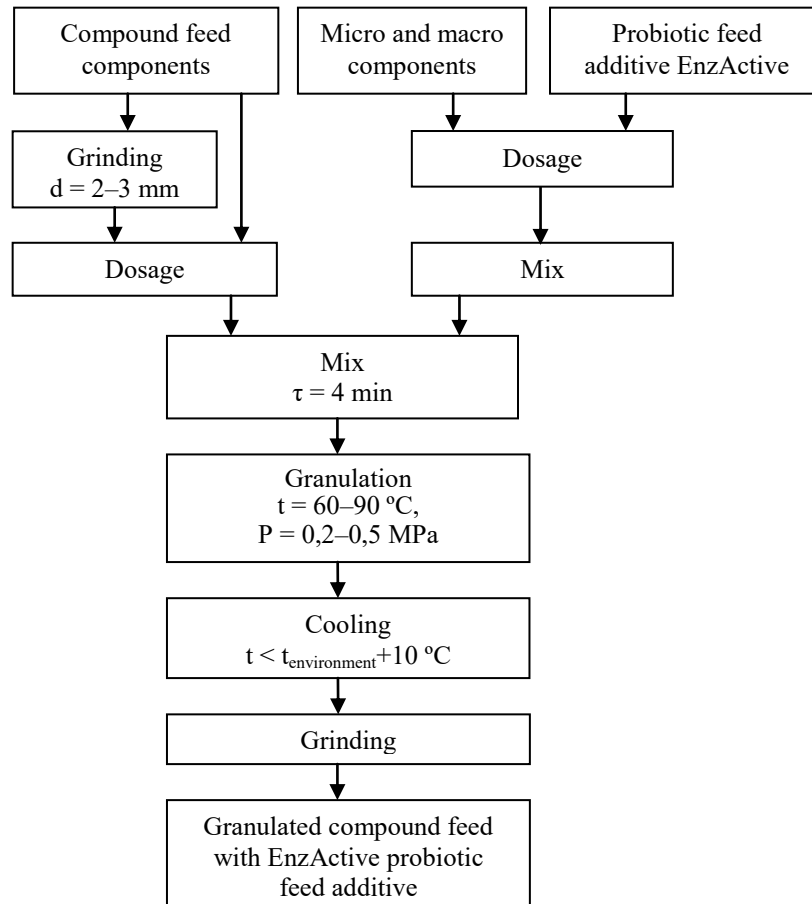 Compound feed
components
Micro and macro
components
Probiotic feed
additive EnzActive
Grinding
d = 2–3 mm
Dosage
Dosage
Mix
Mix
τ = 4 min
Granulation
t = 60–90 ºC,
P = 0,2–0,5 MPa
Cooling
t < tenvironment+10 ºC
Grinding
Granulated compound feed
with EnzActive probiotic
feed additive